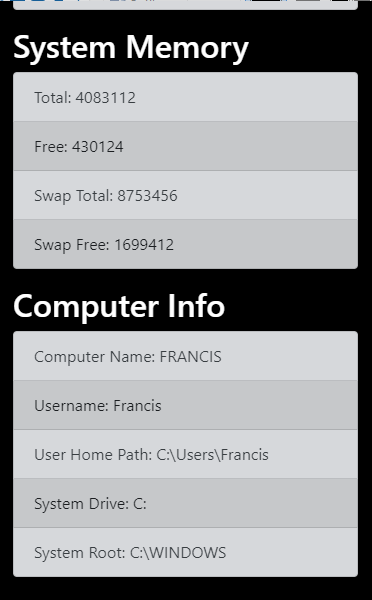 System Memory
Total: 4083112
Free: 430124
Swap Total: 8753456
Swap Free: 1699412
Computer Info
Computer Name: FRANCIS
Username: Francis
User Home Path: C:\Users\Francis
System Drive: C:
System Root: C:\WINDOWS